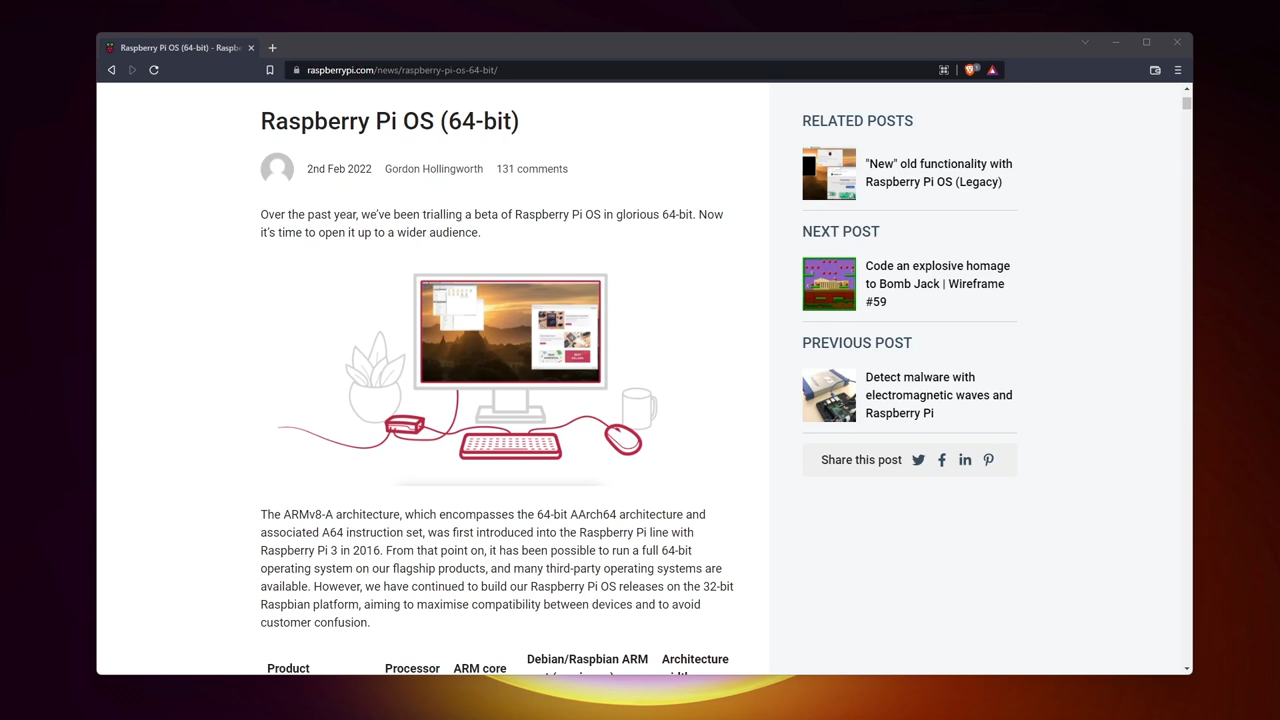 Raspberry Pi OS (64-bit) - Raspbe
raspberrypi.com/news/raspberry-pi-os-64-bit/
Raspberry Pi OS (64-bit)
2nd Feb 2022 Gordon Hollingworth 131 comments
Over the past year, we've been trialling a beta of Raspberry Pi OS in glorious 64-bit. Now
it's time to open it up to a wider audience.
The ARMv8-A architecture, which encompasses the 64-bit AArch64 architecture and
associated A64 instruction set, was first introduced into the Raspberry Pi line with
Raspberry Pi 3 in 2016. From that point on, it has been possible to run a full 64-bit
operating system on our flagship products, and many third-party operating systems are
available. However, we have continued to build our Raspberry Pi OS releases on the 32-bit
Raspbian platform, aiming to maximise compatibility between devices and to avoid
customer confusion.
Product Processor ARM core Debian/Raspbian ARM Architecture
RELATED POSTS
"New" old functionality with
Raspberry Pi OS (Legacy)
NEXT POST
Code an explosive homage
to Bomb Jack | Wireframe
#59
PREVIOUS POST
Detect malware with
electromagnetic waves and
Raspberry Pi
Share this post